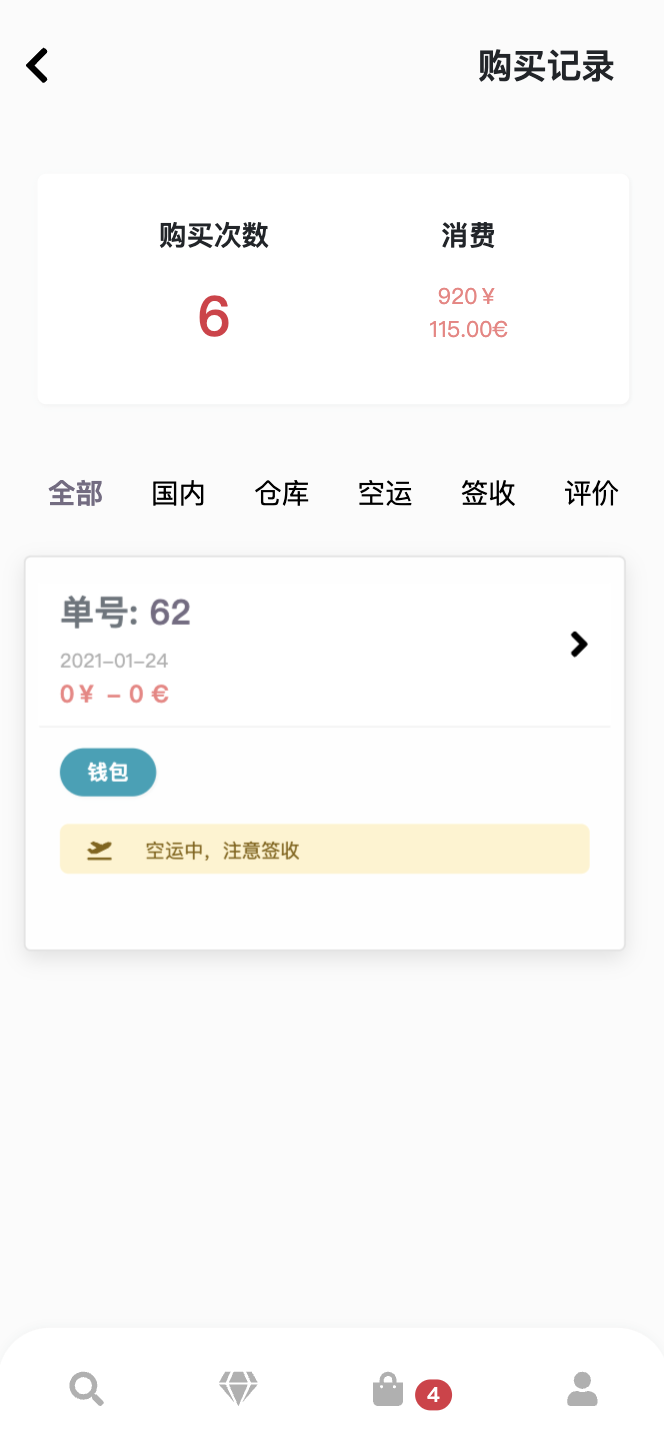 购买记录
购买次数
消费
6
920 ¥
115.00€
全部 国内 仓库 空运 签收 评价
单号: 62
2021-01-24
0 ¥ - 0 €
钱包
空运中，注意签收
4